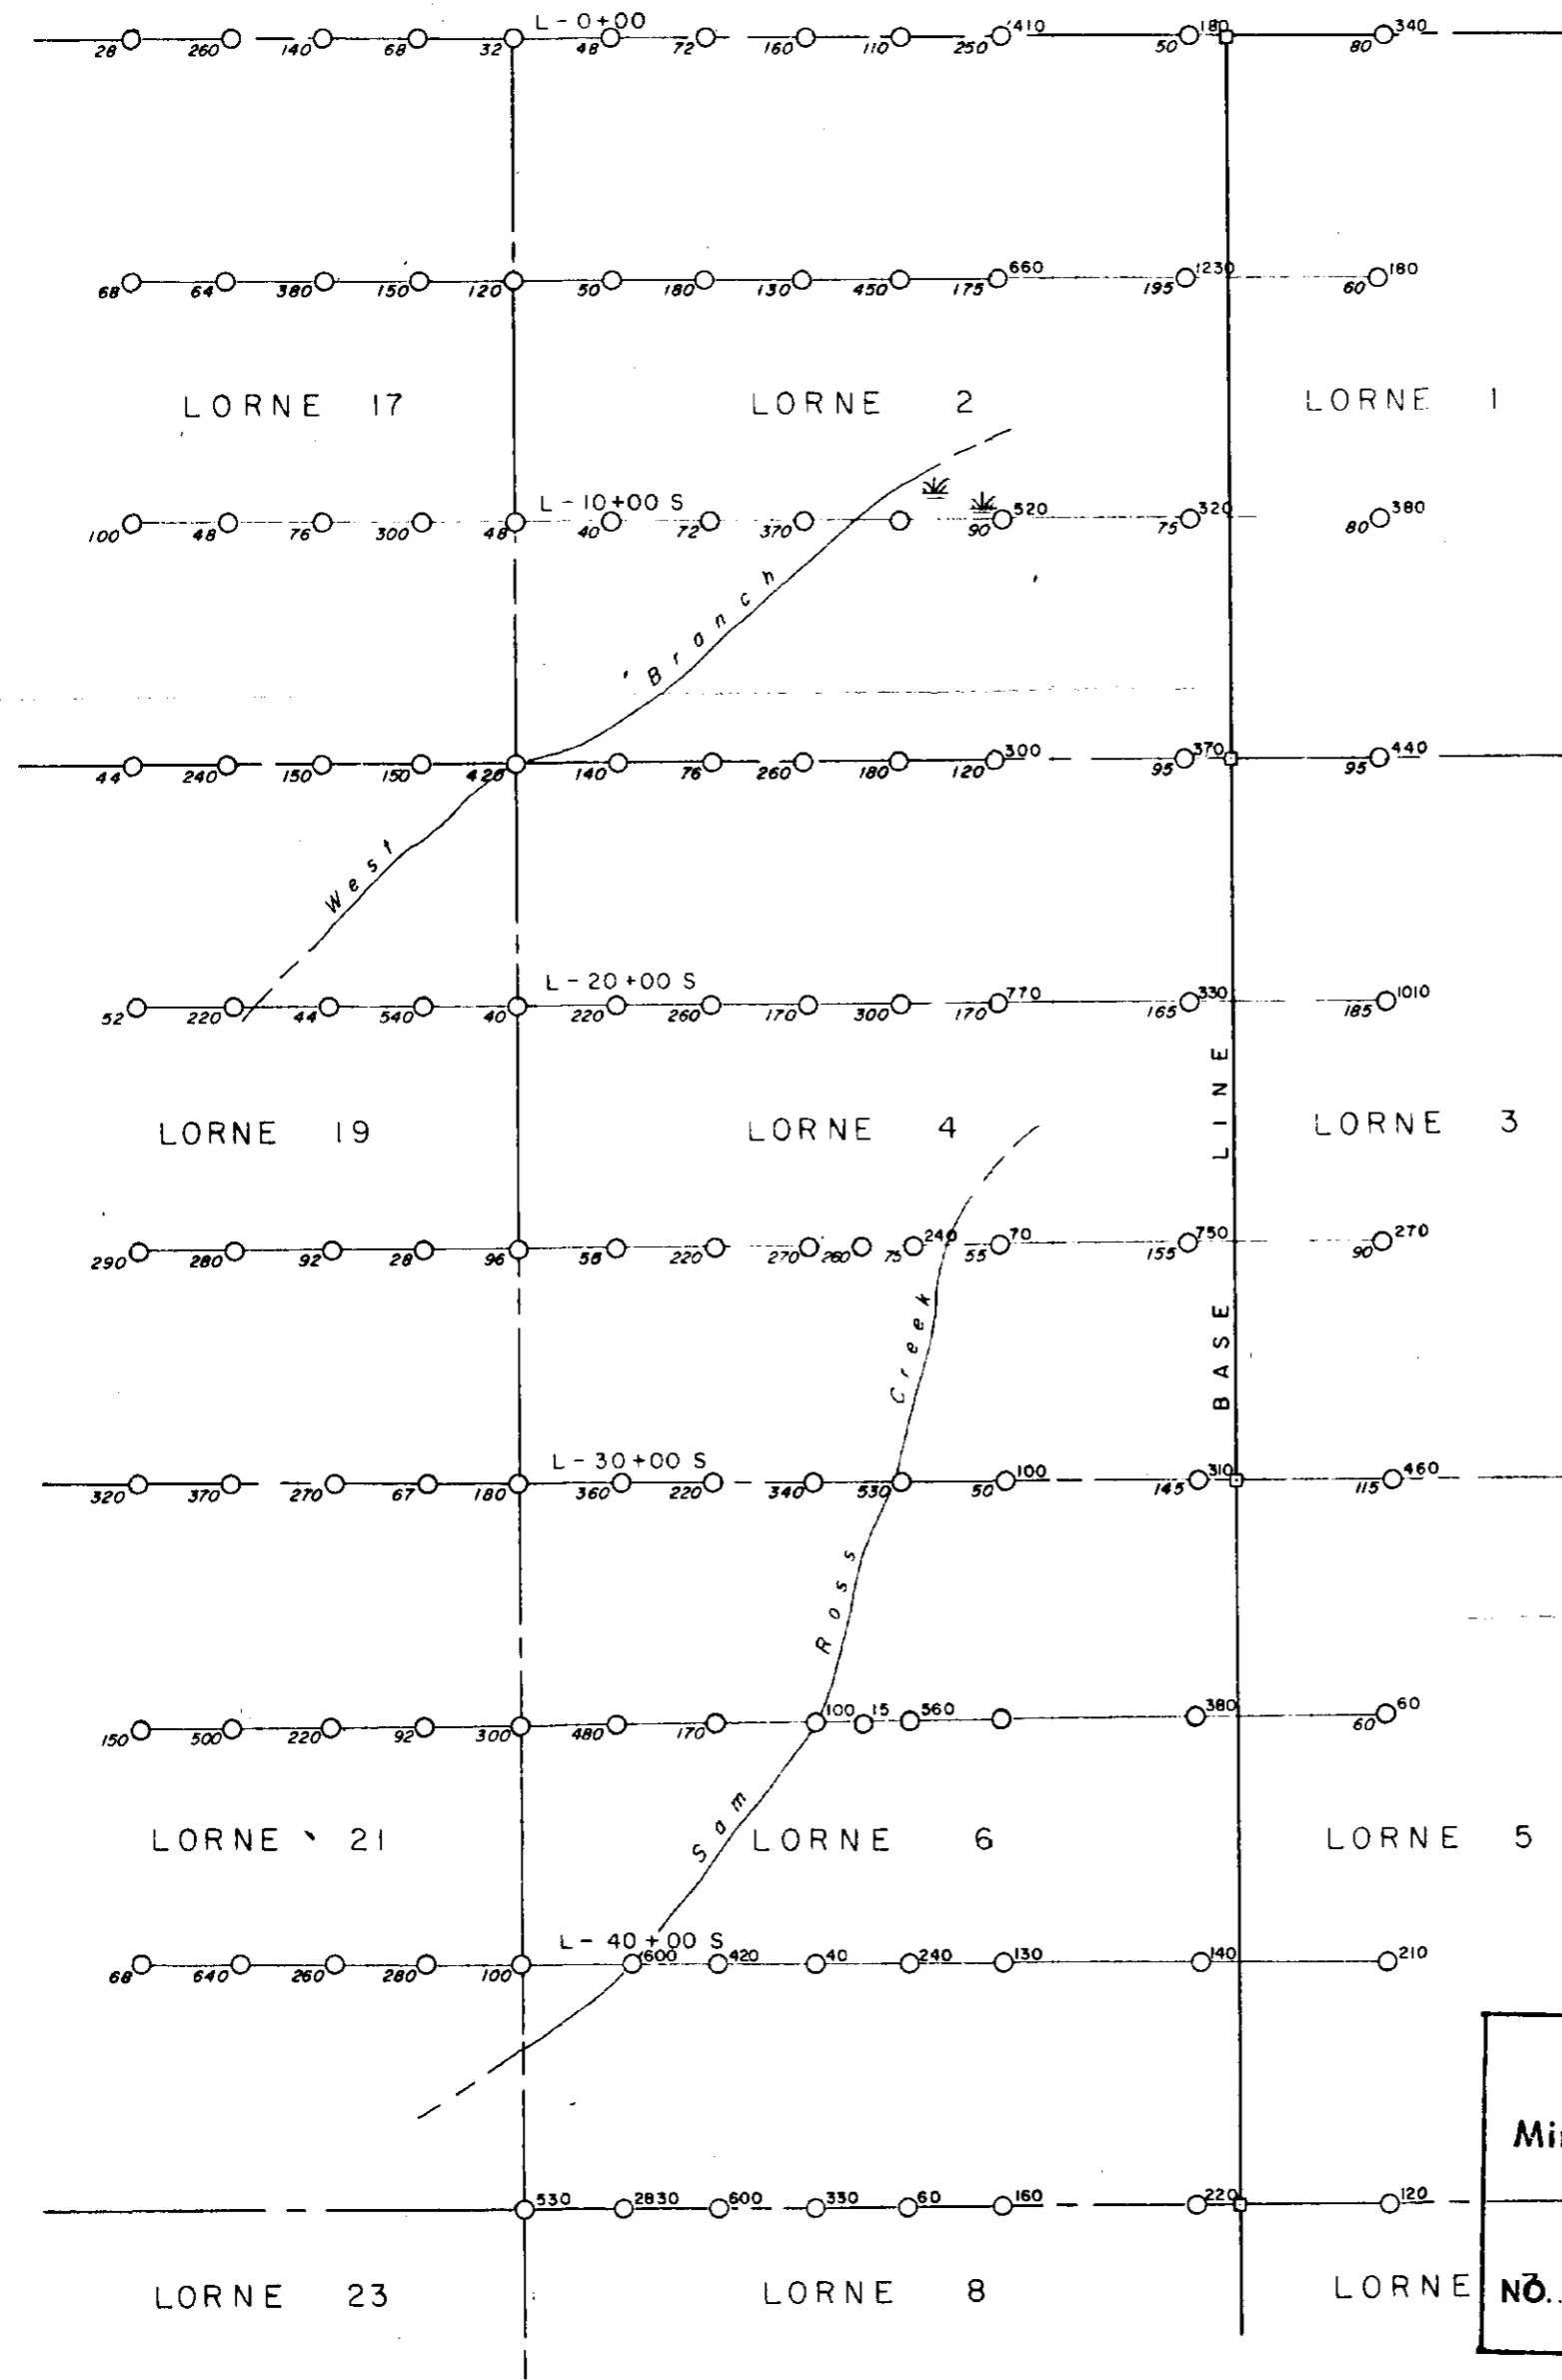 L-0+00
28 260 140 68 32 48 72 160 110 250 410 50 180 80 340
68 64 380 150 120 50 180 130 450 175 660 195 1230 60 180
LORNE 17 LORNE 2 LORNE 1
L-10+00 S
100 48 76 300 48 40 72 370 90 520 75 320 80 380
West Branch
44 240 150 150 420 140 76 260 180 120 300 95 370 95 440
L-20+00 S
52 220 44 540 40 220 260 170 300 170 770 165 330 185 1010
LORNE 19 LORNE 4 LORNE 3
BASE LINE
290 280 92 28 96 56 220 270 260 75 240 55 70 155 750 90 270
L-30+00 S
320 370 270 67 180 360 220 340 530 50 100 145 310 115 460
Sam Ross Creek
150 500 220 92 300 480 170 100 15 560 380 60 60
LORNE 21 LORNE 6 LORNE 5
L-40+00 S
68 640 260 280 100 600 420 40 240 130 140 210
530 2830 600 330 60 160 220 120
LORNE 23 LORNE 8 LORNE 7
NO..